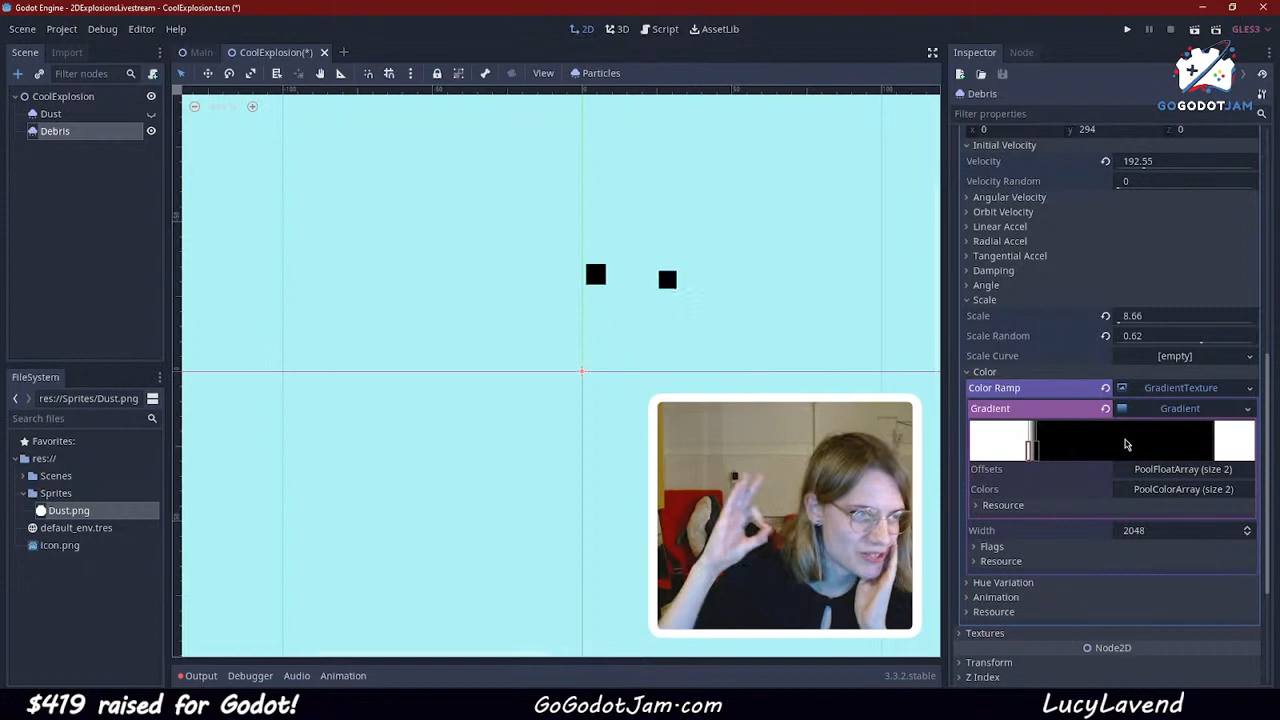 Godot Engine - 2DExplosionsLivestream - CoolExplosion.tscn (*)
Scene Project Debug Editor Help
2D 3D Script AssetLib
GLES3
Scene Import
Main CoolExplosion(*)
Inspector Node
Filter nodes
View Particles
GOGODOTJAM
CoolExplosion
Dust
Debris
Debris
Filter properties
x 0 y 294 z 0
Initial Velocity
Velocity 192.55
Velocity Random 0
Angular Velocity
Orbit Velocity
Linear Accel
Radial Accel
Tangential Accel
Damping
Angle
Scale
Scale 8.66
Scale Random 0.62
Scale Curve [empty]
Color
Color Ramp GradientTexture
Gradient Gradient
Offsets PoolFloatArray (size 2)
Colors PoolColorArray (size 2)
Resource
Width 2048
Flags
Resource
Hue Variation
Animation
Resource
Textures
Node2D
Transform
Z Index
FileSystem
res://Sprites/Dust.png
Search files
Favorites:
res://
Scenes
Sprites
Dust.png
default_env.tres
icon.png
Output Debugger Audio Animation
3.3.2.stable
$419 raised for Godot!
GoGodotJam.com
LucyLavend